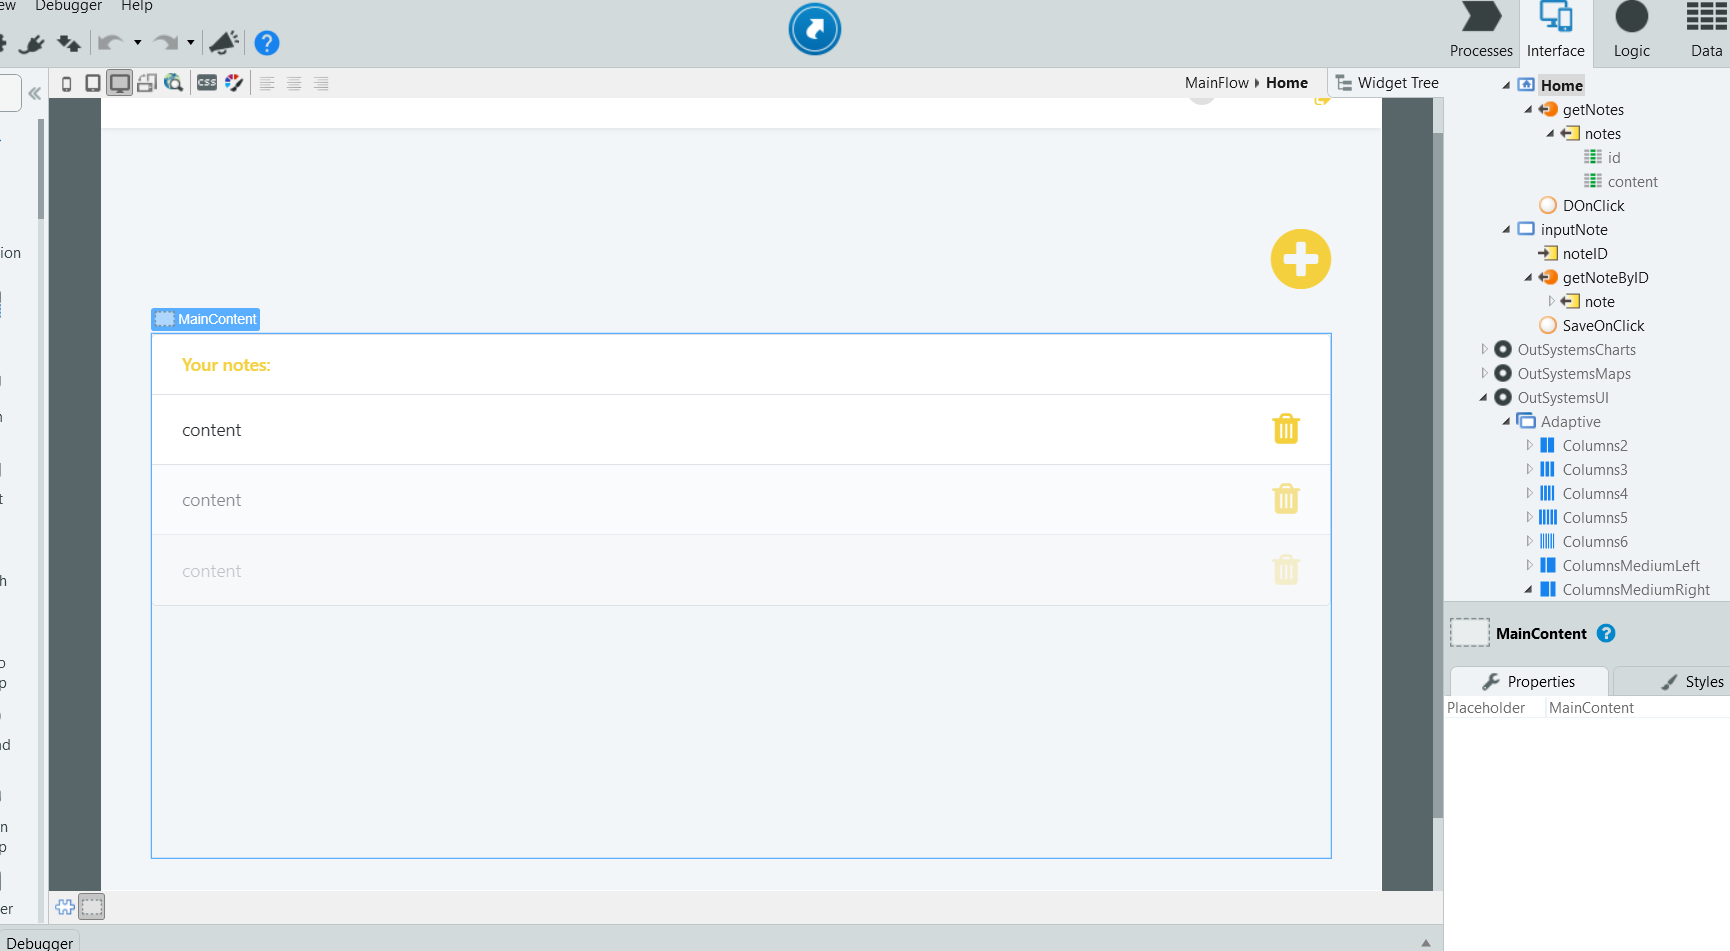 ew Debugger Help
Processes Interface Logic Data
css
MainFlow Home
Widget Tree
Home
getNotes
notes
id
content
DOnClick
inputNote
noteID
getNoteByID
note
SaveOnClick
OutSystemsCharts
OutSystemsMaps
OutSystemsUI
Adaptive
Columns2
Columns3
Columns4
Columns5
Columns6
ColumnsMediumLeft
ColumnsMediumRight
MainContent
Your notes:
content
content
content
MainContent ?
Properties Styles
Placeholder MainContent
ion
t
h
p
nd
n
p
er
Debugger